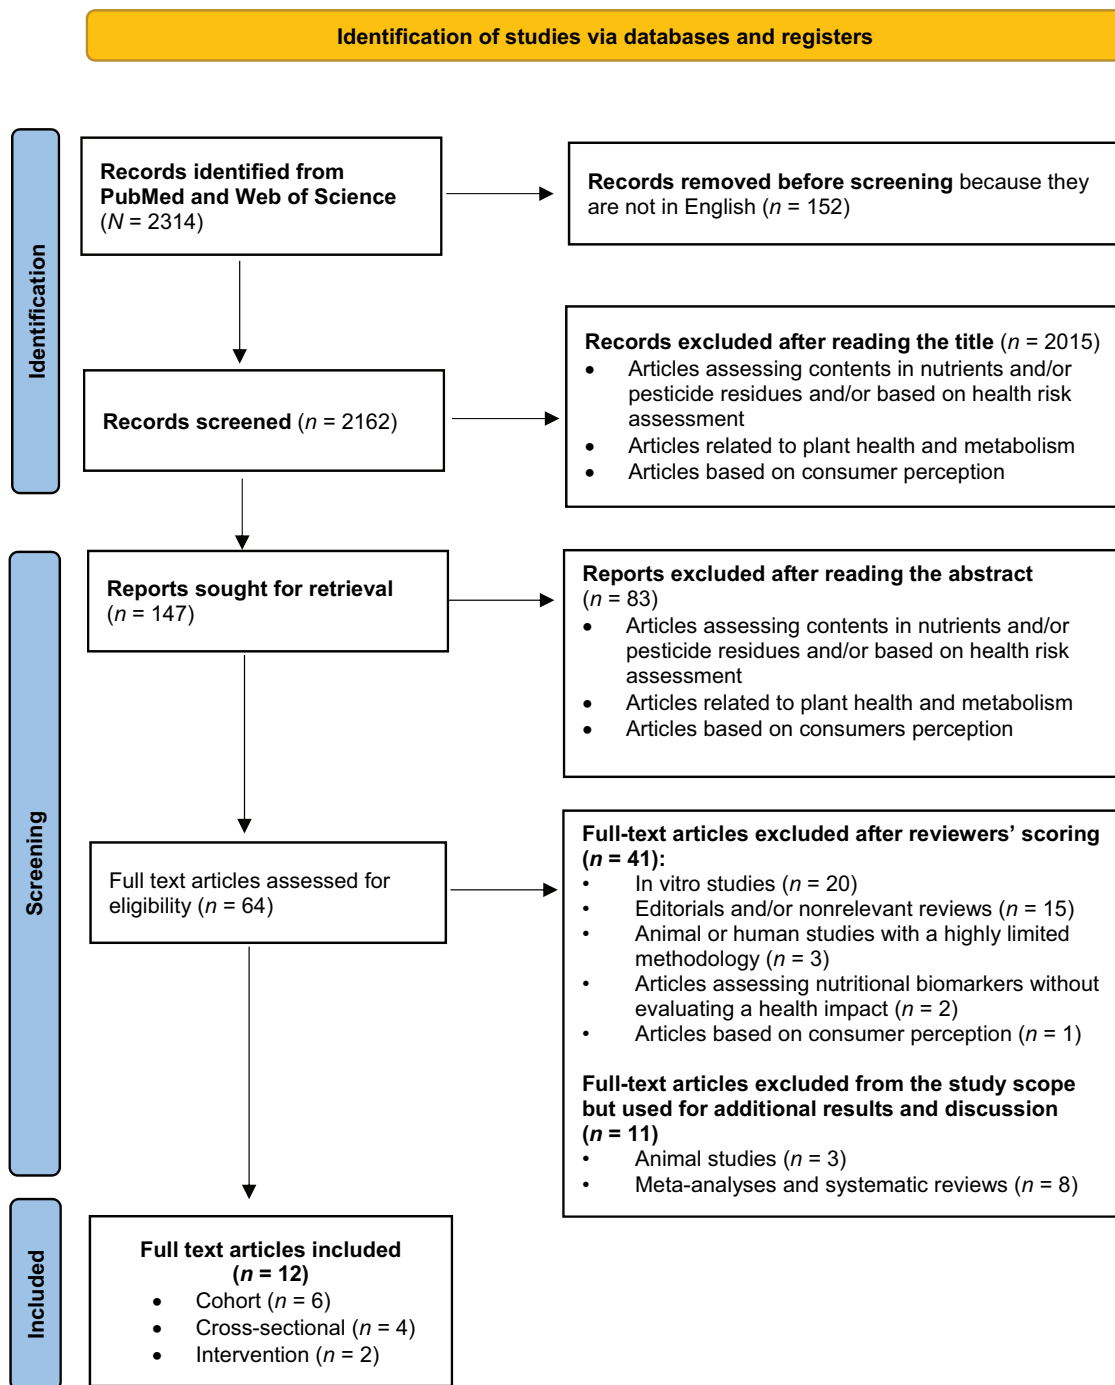 Identification of studies via databases and registers
Identification
Records identified from
PubMed and Web of Science
(N = 2314)
Records removed before screening because they
are not in English (n = 152)
Records screened (n = 2162)
Records excluded after reading the title (n = 2015)
• Articles assessing contents in nutrients and/or
pesticide residues and/or based on health risk
assessment
• Articles related to plant health and metabolism
• Articles based on consumer perception
Screening
Reports sought for retrieval
(n = 147)
Reports excluded after reading the abstract
(n = 83)
• Articles assessing contents in nutrients and/or
pesticide residues and/or based on health risk
assessment
• Articles related to plant health and metabolism
• Articles based on consumers perception
Full text articles assessed for
eligibility (n = 64)
Full-text articles excluded after reviewers’ scoring
(n = 41):
• In vitro studies (n = 20)
• Editorials and/or nonrelevant reviews (n = 15)
• Animal or human studies with a highly limited
methodology (n = 3)
• Articles assessing nutritional biomarkers without
evaluating a health impact (n = 2)
• Articles based on consumer perception (n = 1)
Full-text articles excluded from the study scope
but used for additional results and discussion
(n = 11)
• Animal studies (n = 3)
• Meta-analyses and systematic reviews (n = 8)
Included
Full text articles included
(n = 12)
• Cohort (n = 6)
• Cross-sectional (n = 4)
• Intervention (n = 2)